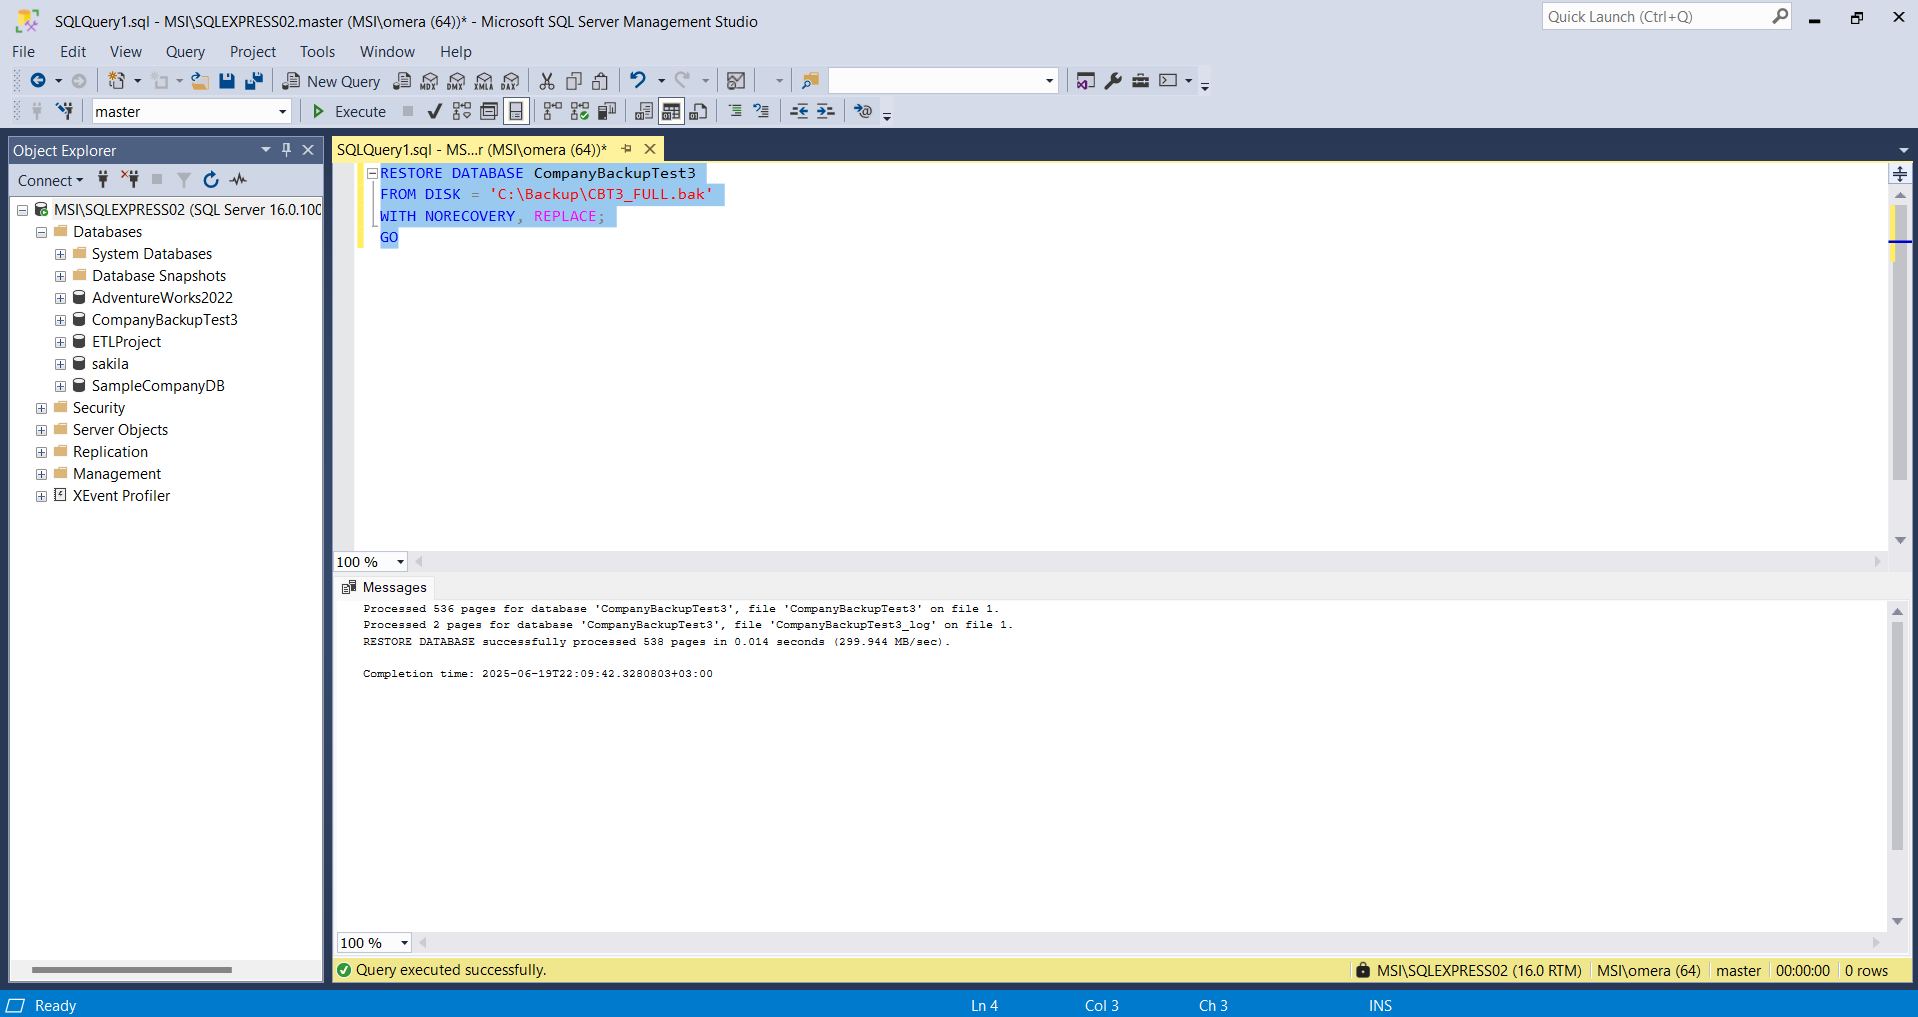 SQLQuery1.sql - MSI\SQLEXPRESS02.master (MSI\omera (64))* - Microsoft SQL Server Management Studio
Quick Launch (Ctrl+Q)
File Edit View Query Project Tools Window Help
New Query MDX DMX XMLA DAX
master Execute
Object Explorer
Connect
MSI\SQLEXPRESS02 (SQL Server 16.0.100
Databases
System Databases
Database Snapshots
AdventureWorks2022
CompanyBackupTest3
ETLProject
sakila
SampleCompanyDB
Security
Server Objects
Replication
Management
XEvent Profiler
SQLQuery1.sql - MS...r (MSI\omera (64))*
RESTORE DATABASE CompanyBackupTest3
FROM DISK = 'C:\Backup\CBT3_FULL.bak'
WITH NORECOVERY, REPLACE;
GO
100 %
Messages
Processed 536 pages for database 'CompanyBackupTest3', file 'CompanyBackupTest3' on file 1.
Processed 2 pages for database 'CompanyBackupTest3', file 'CompanyBackupTest3_log' on file 1.
RESTORE DATABASE successfully processed 538 pages in 0.014 seconds (299.944 MB/sec).
Completion time: 2025-06-19T22:09:42.3280803+03:00
100 %
Query executed successfully. MSI\SQLEXPRESS02 (16.0 RTM) MSI\omera (64) master 00:00:00 0 rows
Ready Ln 4 Col 3 Ch 3 INS